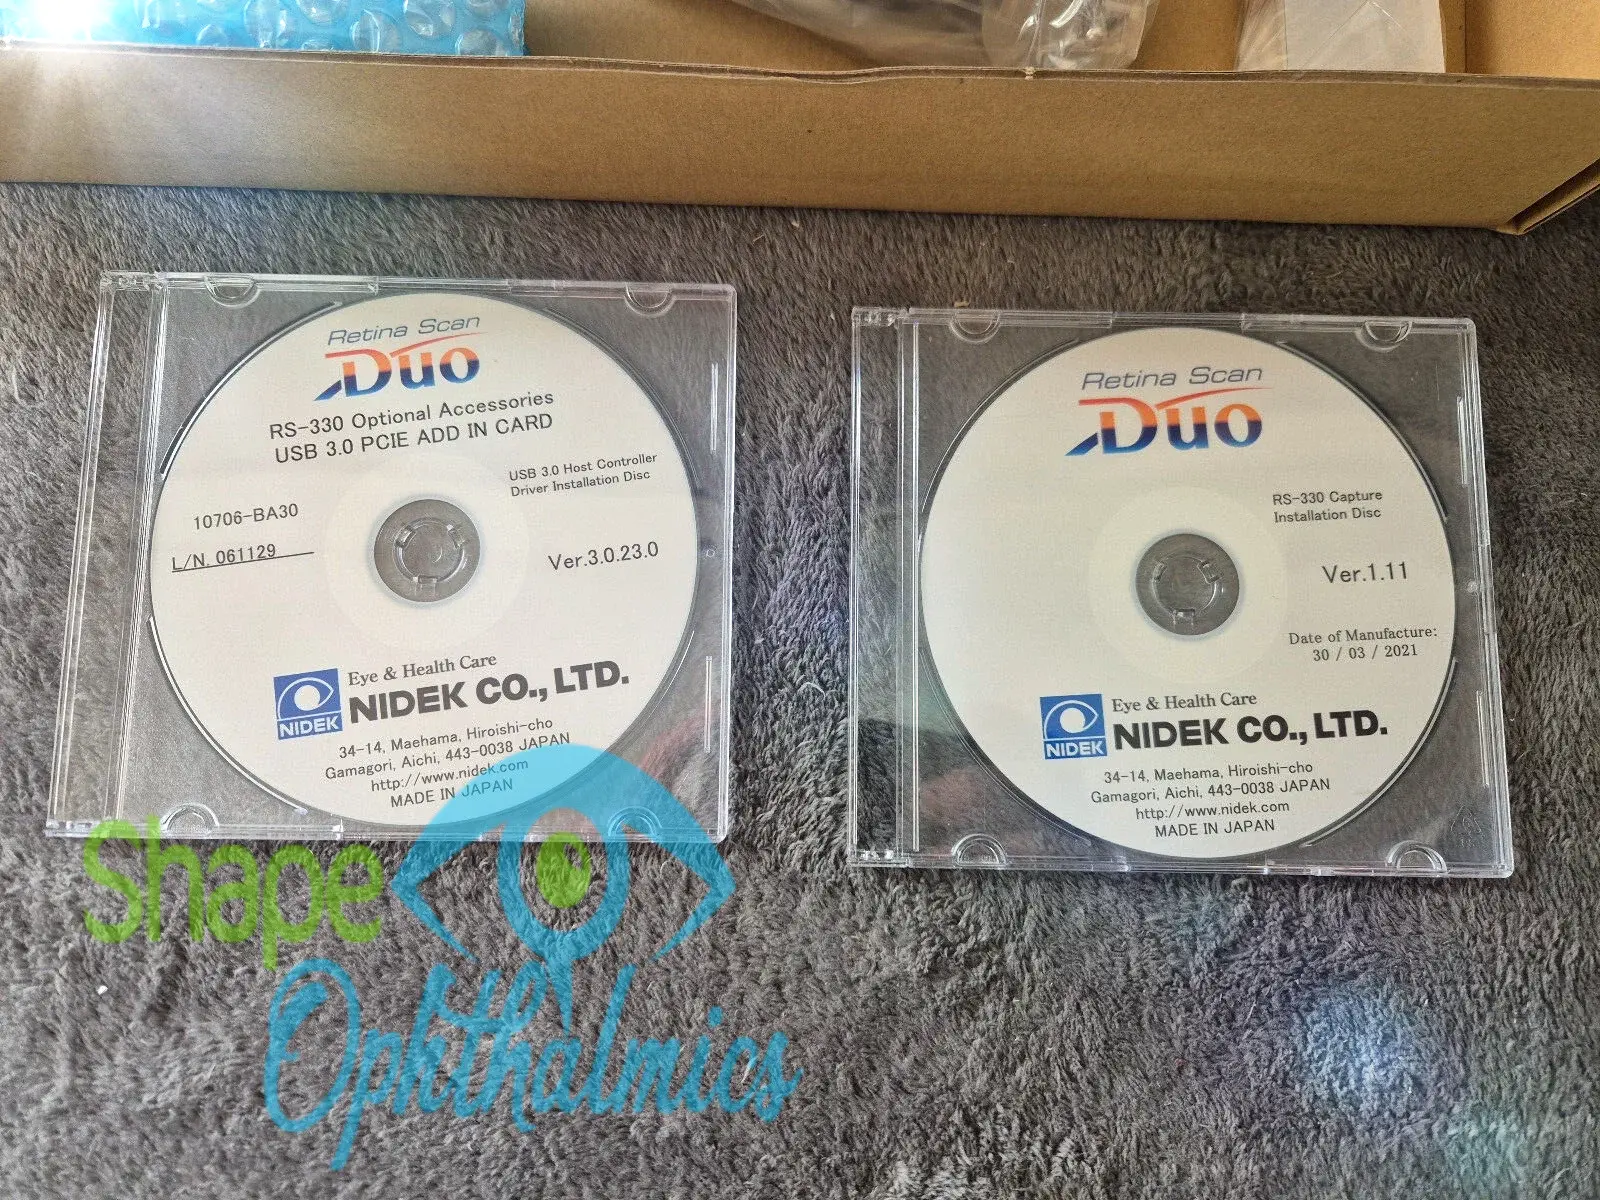 Retina Scan
Duo
RS-330 Optional Accessories
USB 3.0 PCIE ADD IN CARD
USB 3.0 Host Controller
Driver Installation Disc
10706-BA30
L/N. 061129
Ver.3.0.23.0
NIDEK
Eye & Health Care
NIDEK CO., LTD.
34-14, Maehama, Hiroishi-cho
Gamagori, Aichi, 443-0038 JAPAN
http://www.nidek.com
MADE IN JAPAN
Retina Scan
Duo
RS-330 Capture
Installation Disc
Ver.1.11
Date of Manufacture:
30 / 03 / 2021
NIDEK
Eye & Health Care
NIDEK CO., LTD.
34-14, Maehama, Hiroishi-cho
Gamagori, Aichi, 443-0038 JAPAN
http://www.nidek.com
MADE IN JAPAN
Shape
Ophthalmics